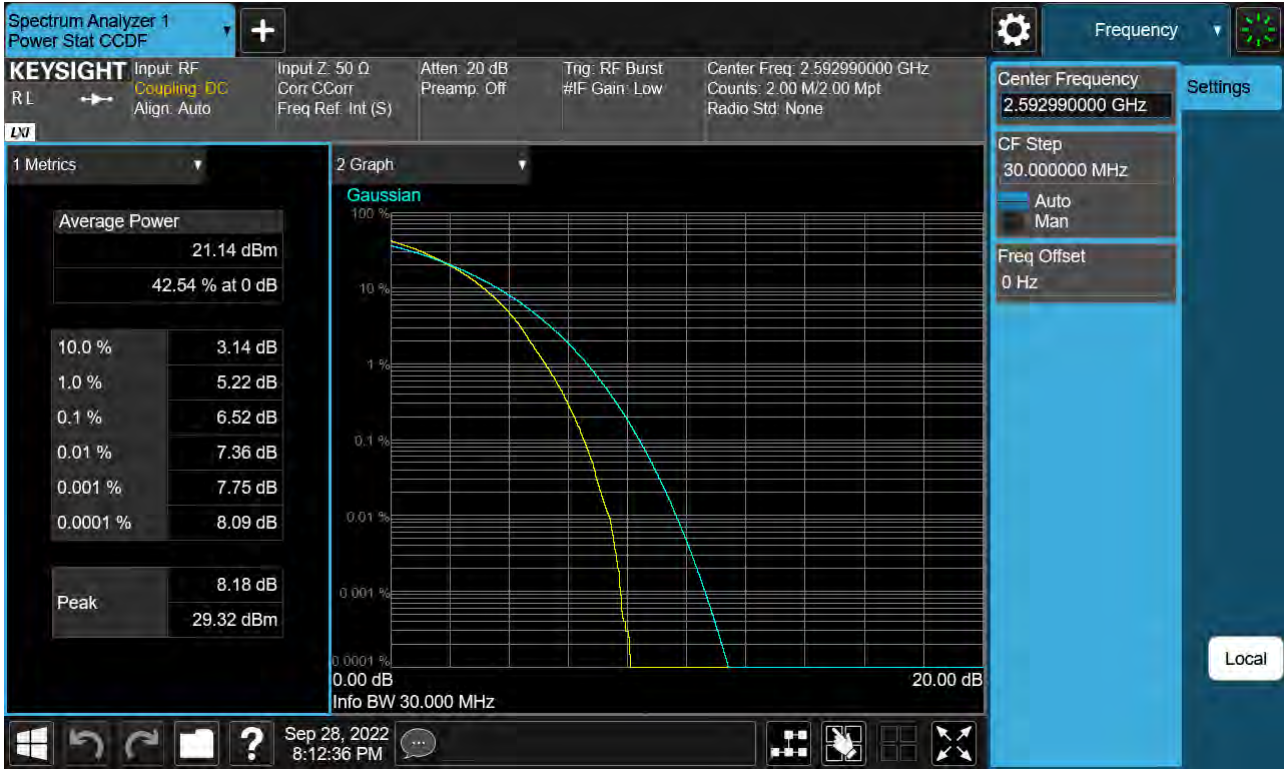 Spectrum Analyzer 1
Power Stat CCDF
Frequency
KEYSIGHT
R L
LXI
Input: RF
Coupling: DC
Align: Auto
Input Z: 50 Ω
Corr CCorr
Freq Ref: Int (S)
Atten: 20 dB
Preamp: Off
Trig: RF Burst
#IF Gain: Low
Center Freq: 2.592990000 GHz
Counts: 2.00 M/2.00 Mpt
Radio Std: None
Center Frequency
2.592990000 GHz
Settings
CF Step
30.000000 MHz
Auto
Man
Freq Offset
0 Hz
Local
1 Metrics
Average Power
21.14 dBm
42.54 % at 0 dB
10.0 % 3.14 dB
1.0 % 5.22 dB
0.1 % 6.52 dB
0.01 % 7.36 dB
0.001 % 7.75 dB
0.0001 % 8.09 dB
Peak
8.18 dB
29.32 dBm
2 Graph
Gaussian
100 %
10 %
1 %
0.1 %
0.01 %
0.001 %
0.0001 %
0.00 dB
20.00 dB
Info BW 30.000 MHz
?
Sep 28, 2022
8:12:36 PM